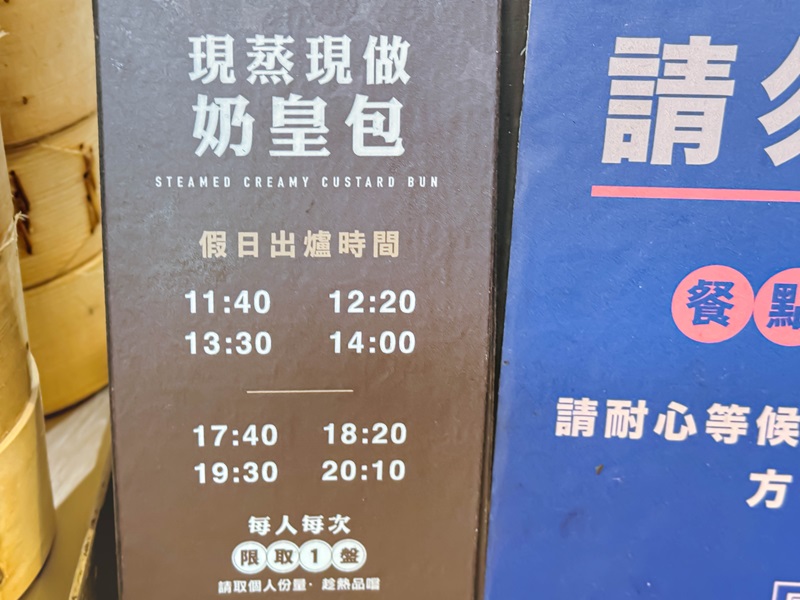 現蒸現做
奶皇包
STEAMED CREAMY CUSTARD BUN
假日出爐時間
11:40 12:20
13:30 14:00
17:40 18:20
19:30 20:10
每人每次
限取1盤
請取個人份量・趁熱品嚐
請勿
餐點
請耐心等候
方